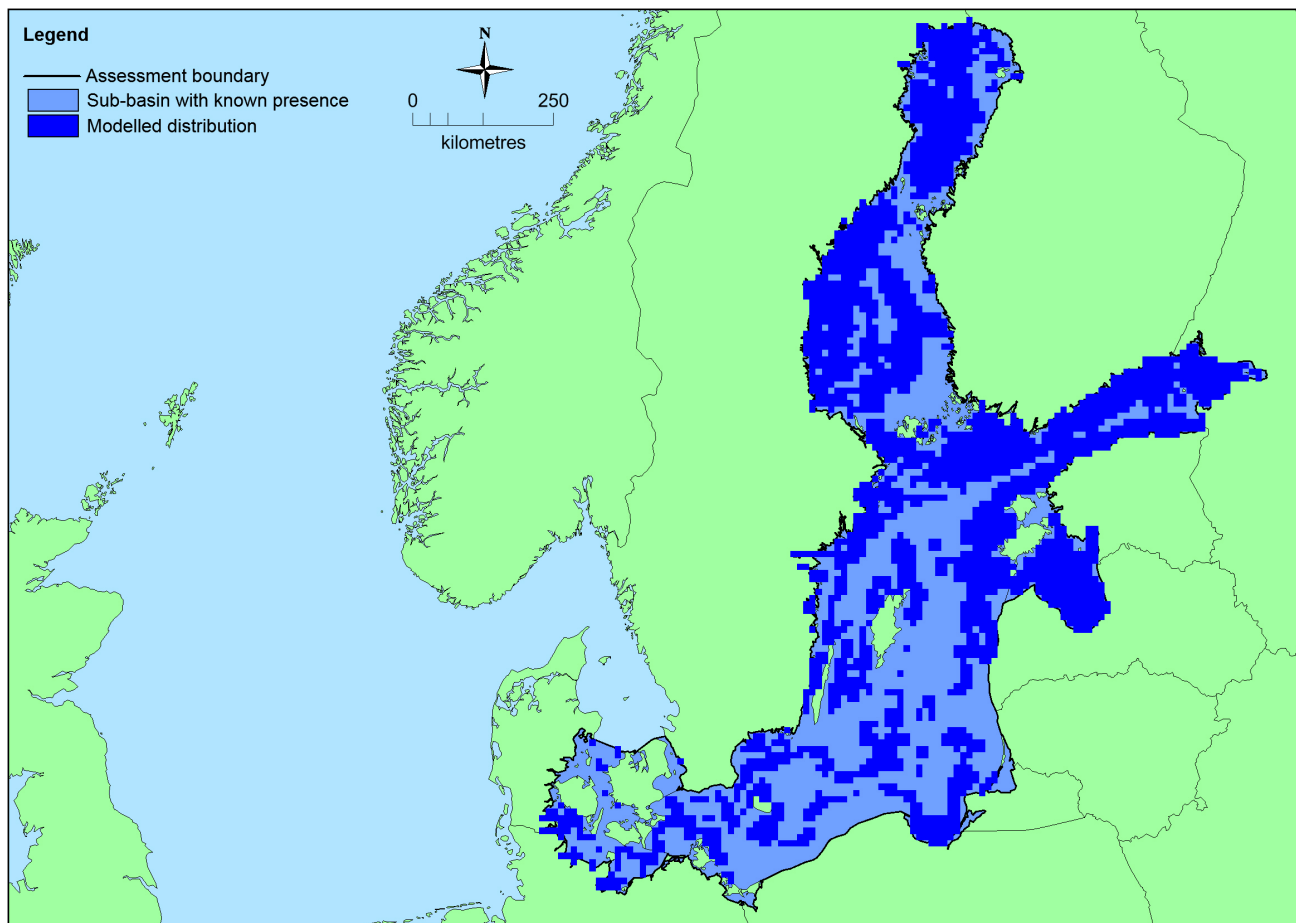 Legend
Assessment boundary
Sub-basin with known presence
Modelled distribution
N
0 250
kilometres